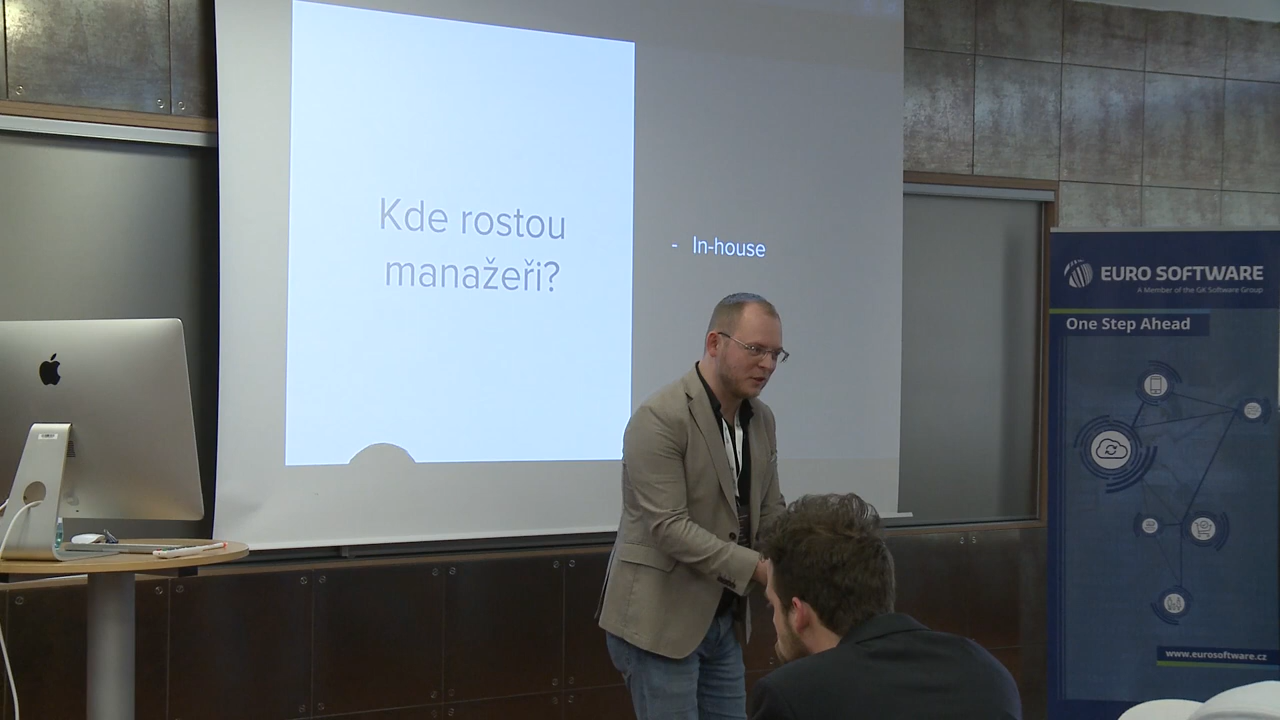 Kde rostou
manažeři?
- In-house
EURO SOFTWARE
A Member of the GK Software Group
One Step Ahead
www.eurosoftware.cz